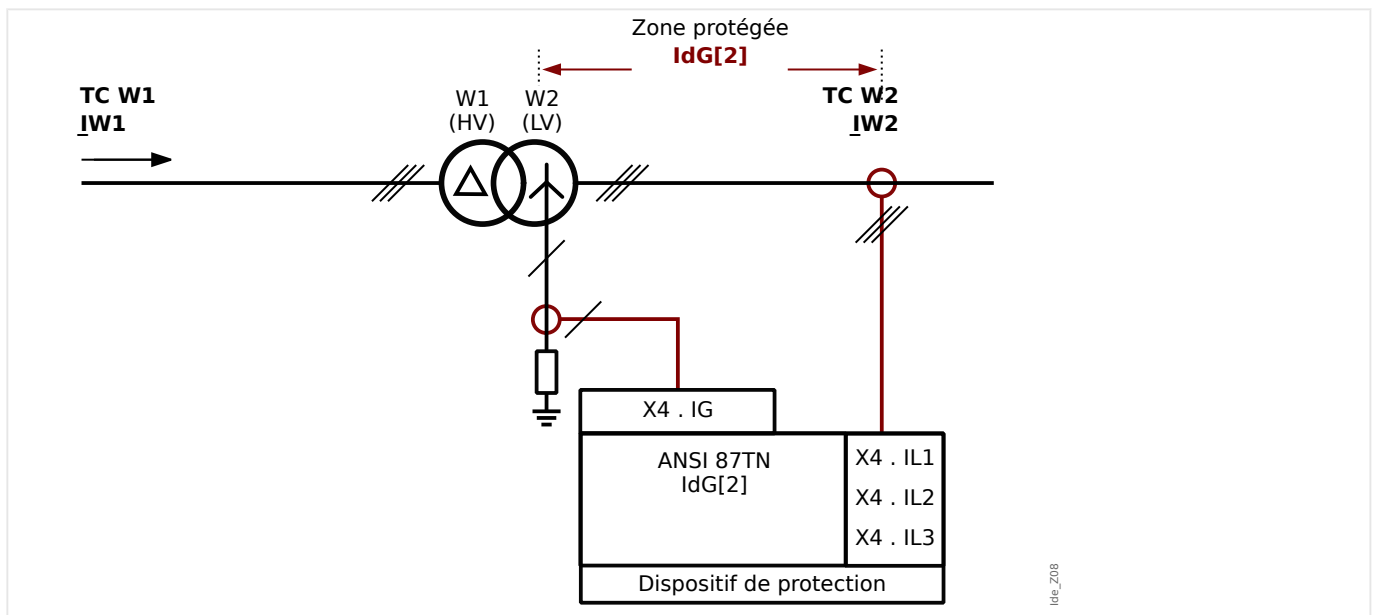 Zone protégée
IdG[2]
TC W1
IW1
W1
(HV)
W2
(LV)
TC W2
IW2
X4 . IG
ANSI 87TN
IdG[2]
X4 . IL1
X4 . IL2
X4 . IL3
Dispositif de protection
Ide_Z08